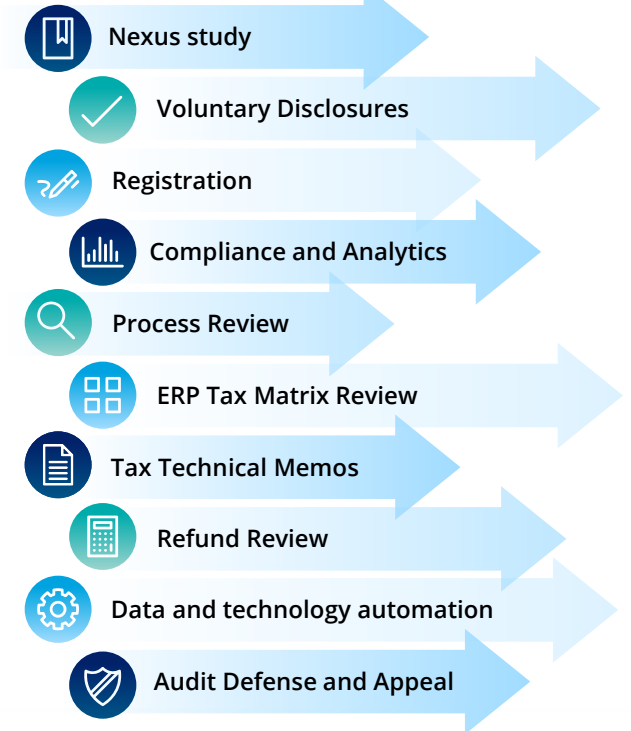 Nexus study
Voluntary Disclosures
Registration
Compliance and Analytics
Process Review
ERP Tax Matrix Review
Tax Technical Memos
Refund Review
Data and technology automation
Audit Defense and Appeal